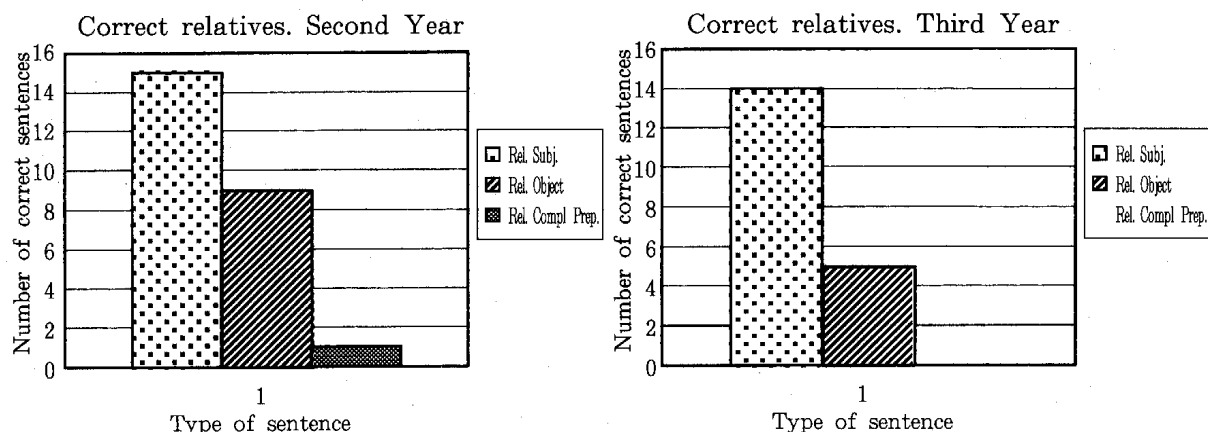 Correct relatives. Second Year
Number of correct sentences
16
14
12
10
8
6
4
2
0
1
Type of sentence
Rel. Subj.
Rel. Object
Rel. Compl Prep.
Correct relatives. Third Year
Number of correct sentences
16
14
12
10
8
6
4
2
0
1
Type of sentence
Rel. Subj.
Rel. Object
Rel. Compl Prep.